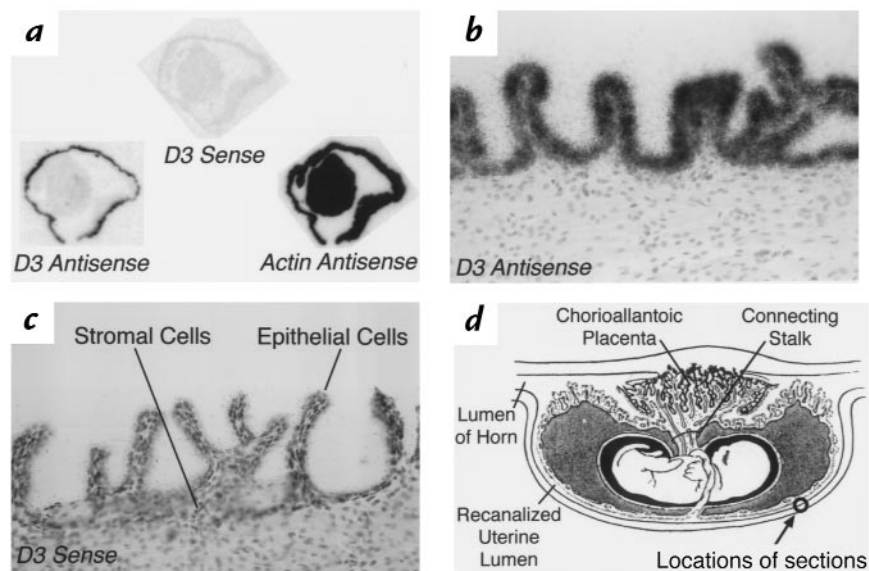 a
D3 Sense
D3 Antisense
Actin Antisense
b
D3 Antisense
c
Stromal Cells
Epithelial Cells
D3 Sense
d
Chorioallantoic
Placenta
Connecting
Stalk
Lumen
of Horn
Recanalized
Uterine
Lumen
Locations of sections